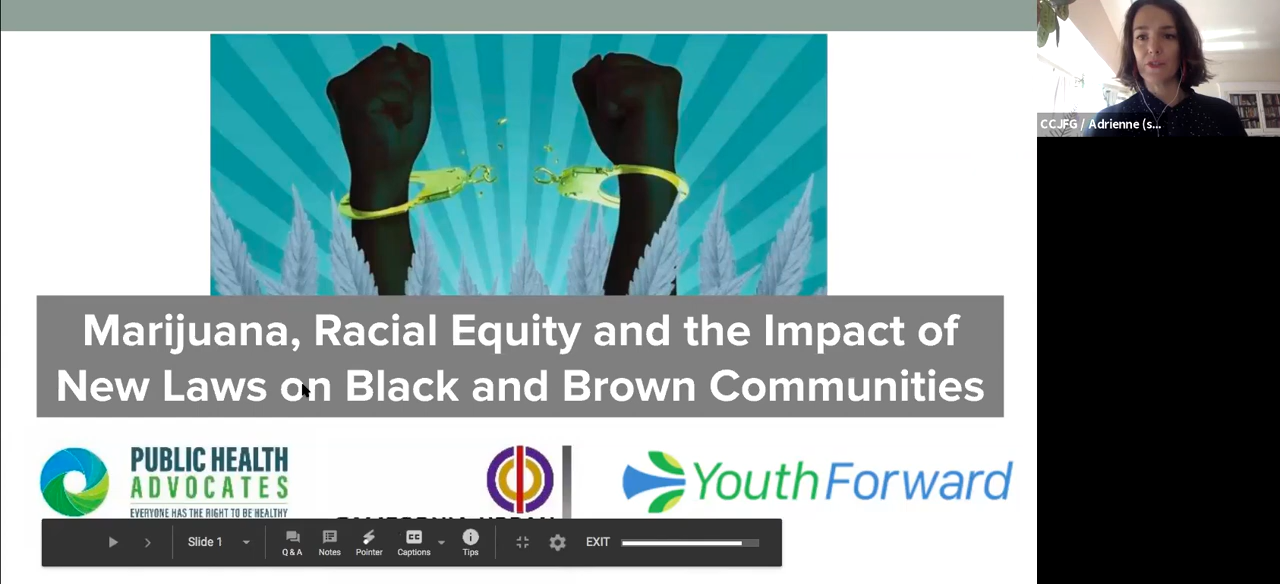 CCJFG / Adrienne (s...
Marijuana, Racial Equity and the Impact of
New Laws on Black and Brown Communities
PUBLIC HEALTH
ADVOCATES
EVERYONE HAS THE RIGHT TO BE HEALTHY
YouthForward
Slide 1
Q & A
Notes
Pointer
CC
Captions
Tips
EXIT